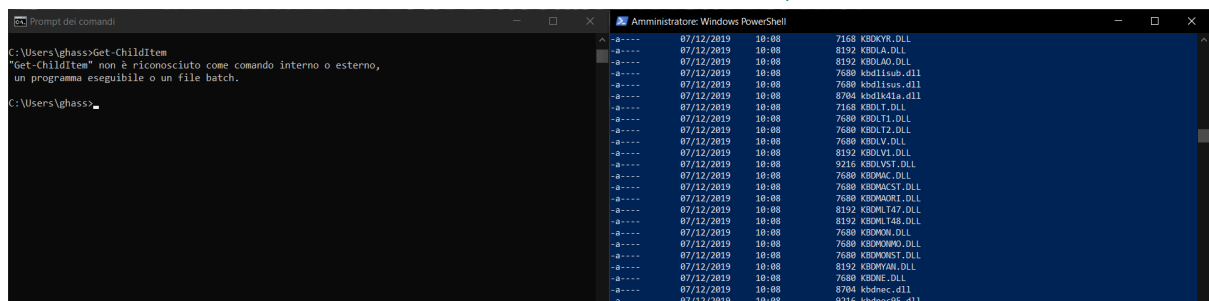 Prompt dei comandi
C:\Users\ghass>Get-ChildItem
"Get-ChildItem" non è riconosciuto come comando interno o esterno,
 un programma eseguibile o un file batch.
C:\Users\ghass>
Amministratore: Windows PowerShell
-a---- 07/12/2019 10:08 7168 KBDKYR.DLL
-a---- 07/12/2019 10:08 8192 KBDLA.DLL
-a---- 07/12/2019 10:08 8192 KBDLAO.DLL
-a---- 07/12/2019 10:08 7680 kbdlisub.dll
-a---- 07/12/2019 10:08 7680 kbdlisus.dll
-a---- 07/12/2019 10:08 8704 kbdlk41a.dll
-a---- 07/12/2019 10:08 7168 KBDLT.DLL
-a---- 07/12/2019 10:08 7680 KBDLT1.DLL
-a---- 07/12/2019 10:08 7680 KBDLT2.DLL
-a---- 07/12/2019 10:08 7680 KBDLV.DLL
-a---- 07/12/2019 10:08 8192 KBDLV1.DLL
-a---- 07/12/2019 10:08 9216 KBDLVST.DLL
-a---- 07/12/2019 10:08 7680 KBDMAC.DLL
-a---- 07/12/2019 10:08 7680 KBDMACST.DLL
-a---- 07/12/2019 10:08 7680 KBDMAORI.DLL
-a---- 07/12/2019 10:08 8192 KBDMLT47.DLL
-a---- 07/12/2019 10:08 8192 KBDMLT48.DLL
-a---- 07/12/2019 10:08 7680 KBDMON.DLL
-a---- 07/12/2019 10:08 7680 KBDMONMO.DLL
-a---- 07/12/2019 10:08 7680 KBDMONST.DLL
-a---- 07/12/2019 10:08 8192 KBDMYAN.DLL
-a---- 07/12/2019 10:08 7680 KBDNE.DLL
-a---- 07/12/2019 10:08 8704 kbdnec.dll
-a---- 07/12/2019 10:08 9216 kbdnec95.dll